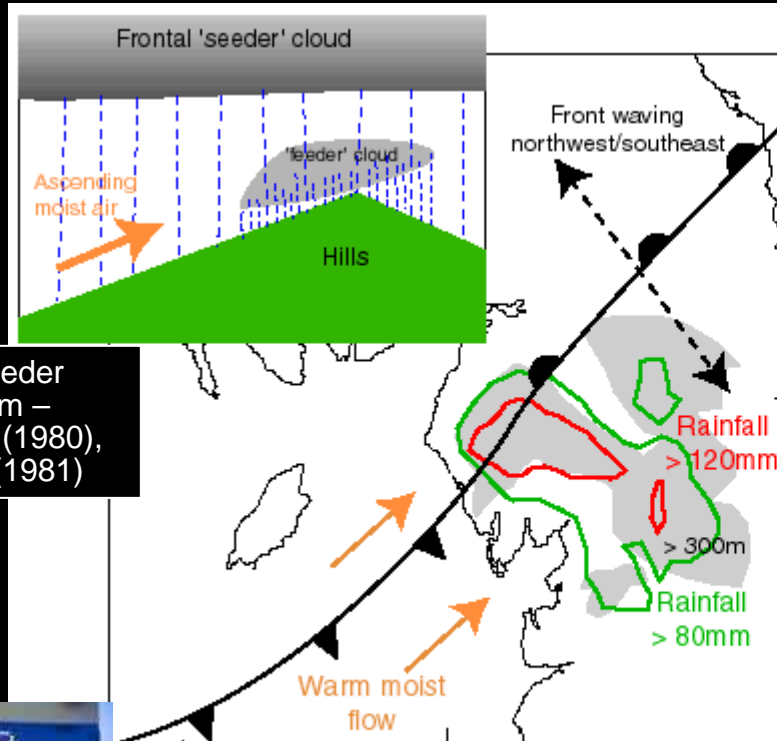 Frontal 'seeder' cloud
'feeder' cloud
Ascending
moist air
Hills
Front waving
northwest/southeast
eeder
m –
(1980),
(1981)
Rainfall
> 120mm
> 300m
Rainfall
> 80mm
Warm moist
flow